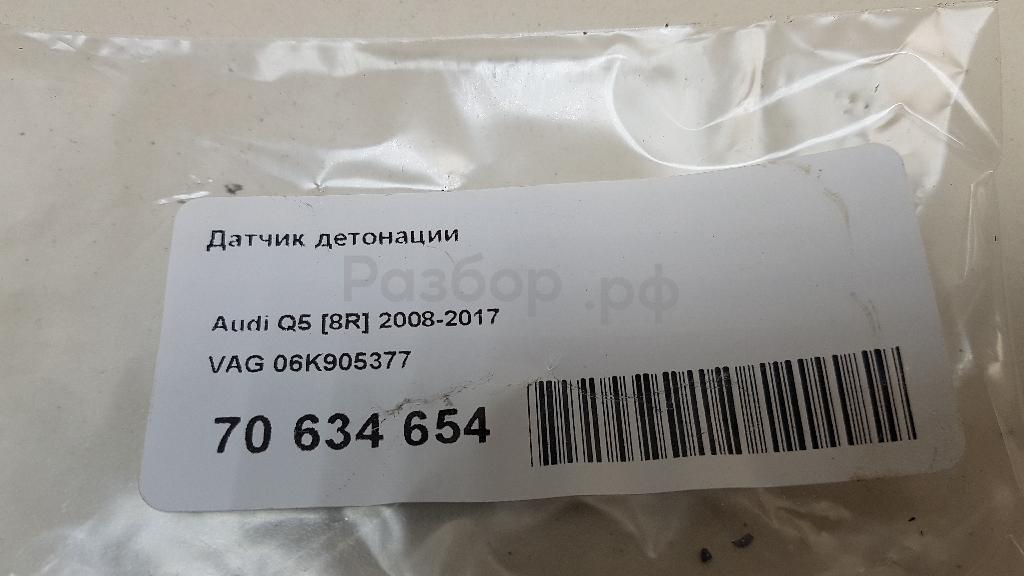 Датчик детонации
Разбор.рф
Audi Q5 [8R] 2008-2017
VAG 06K905377
70 634 654